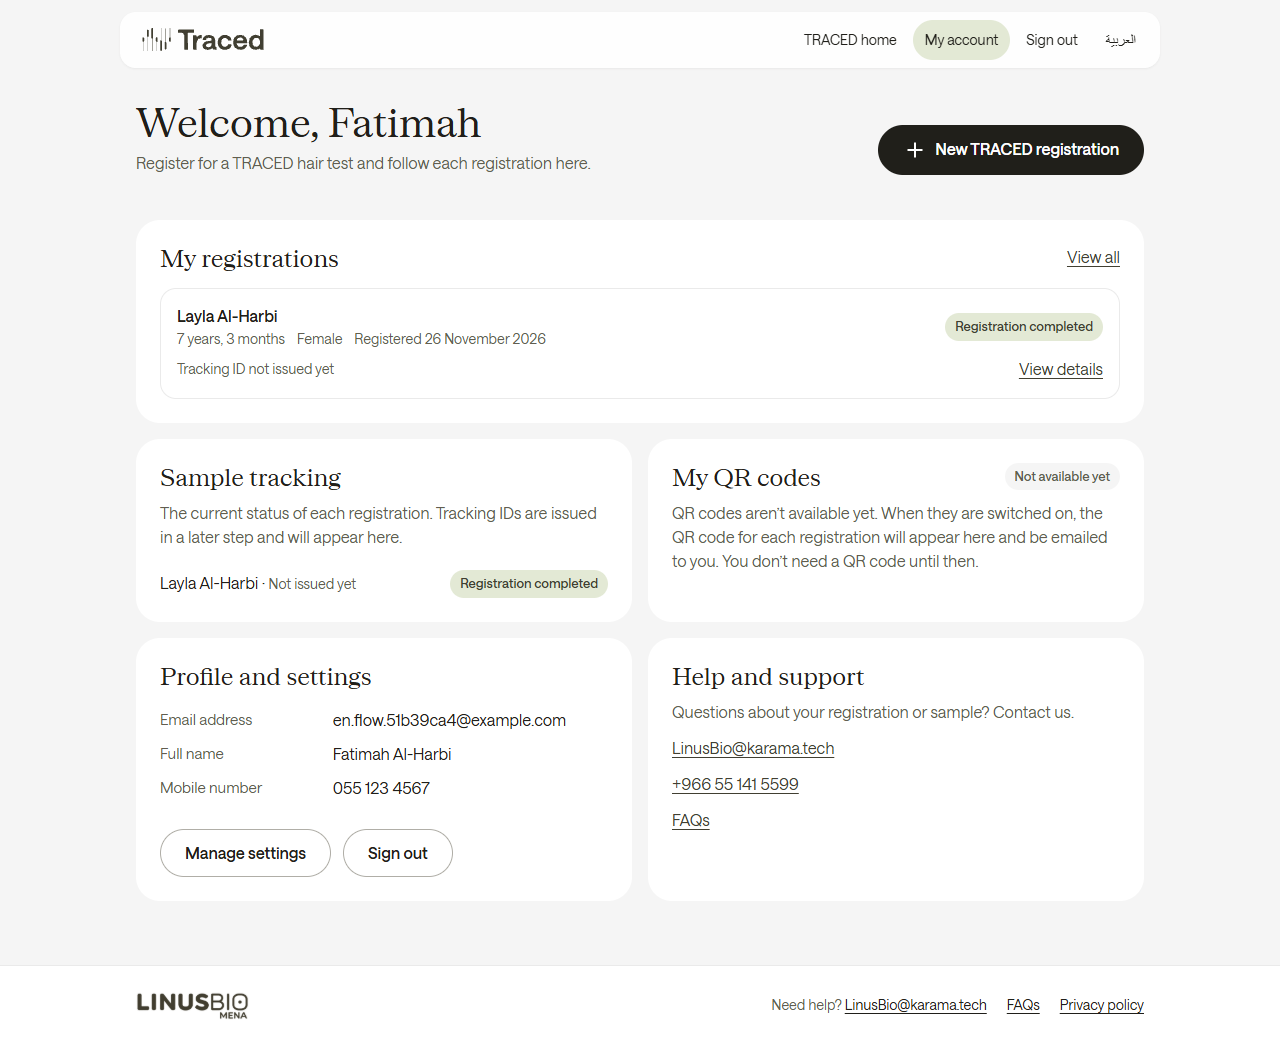 Traced
TRACED home
My account
Sign out
العربية
Welcome, Fatimah
Register for a TRACED hair test and follow each registration here.
New TRACED registration
My registrations
View all
Layla Al-Harbi
7 years, 3 months Female Registered 26 November 2026
Registration completed
Tracking ID not issued yet
View details
Sample tracking
The current status of each registration. Tracking IDs are issued
in a later step and will appear here.
Layla Al-Harbi · Not issued yet
Registration completed
My QR codes
Not available yet
QR codes aren’t available yet. When they are switched on, the
QR code for each registration will appear here and be emailed
to you. You don’t need a QR code until then.
Profile and settings
Email address en.flow.51b39ca4@example.com
Full name Fatimah Al-Harbi
Mobile number 055 123 4567
Manage settings
Sign out
Help and support
Questions about your registration or sample? Contact us.
LinusBio@karama.tech
+966 55 141 5599
FAQs
LINUSBIO
MENA
Need help? LinusBio@karama.tech
FAQs
Privacy policy